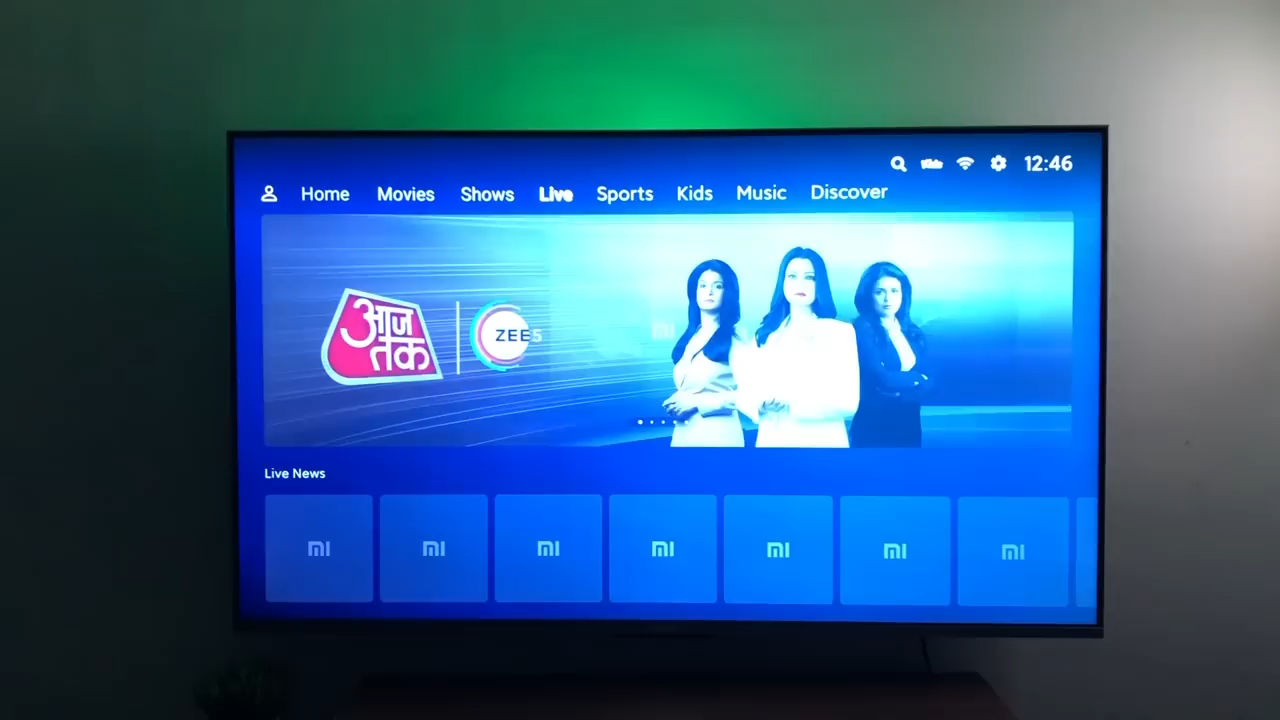 Kids 12:46
Home Movies Shows Live Sports Kids Music Discover
आज
तक
ZEE5
Live News
mi mi mi mi mi mi mi